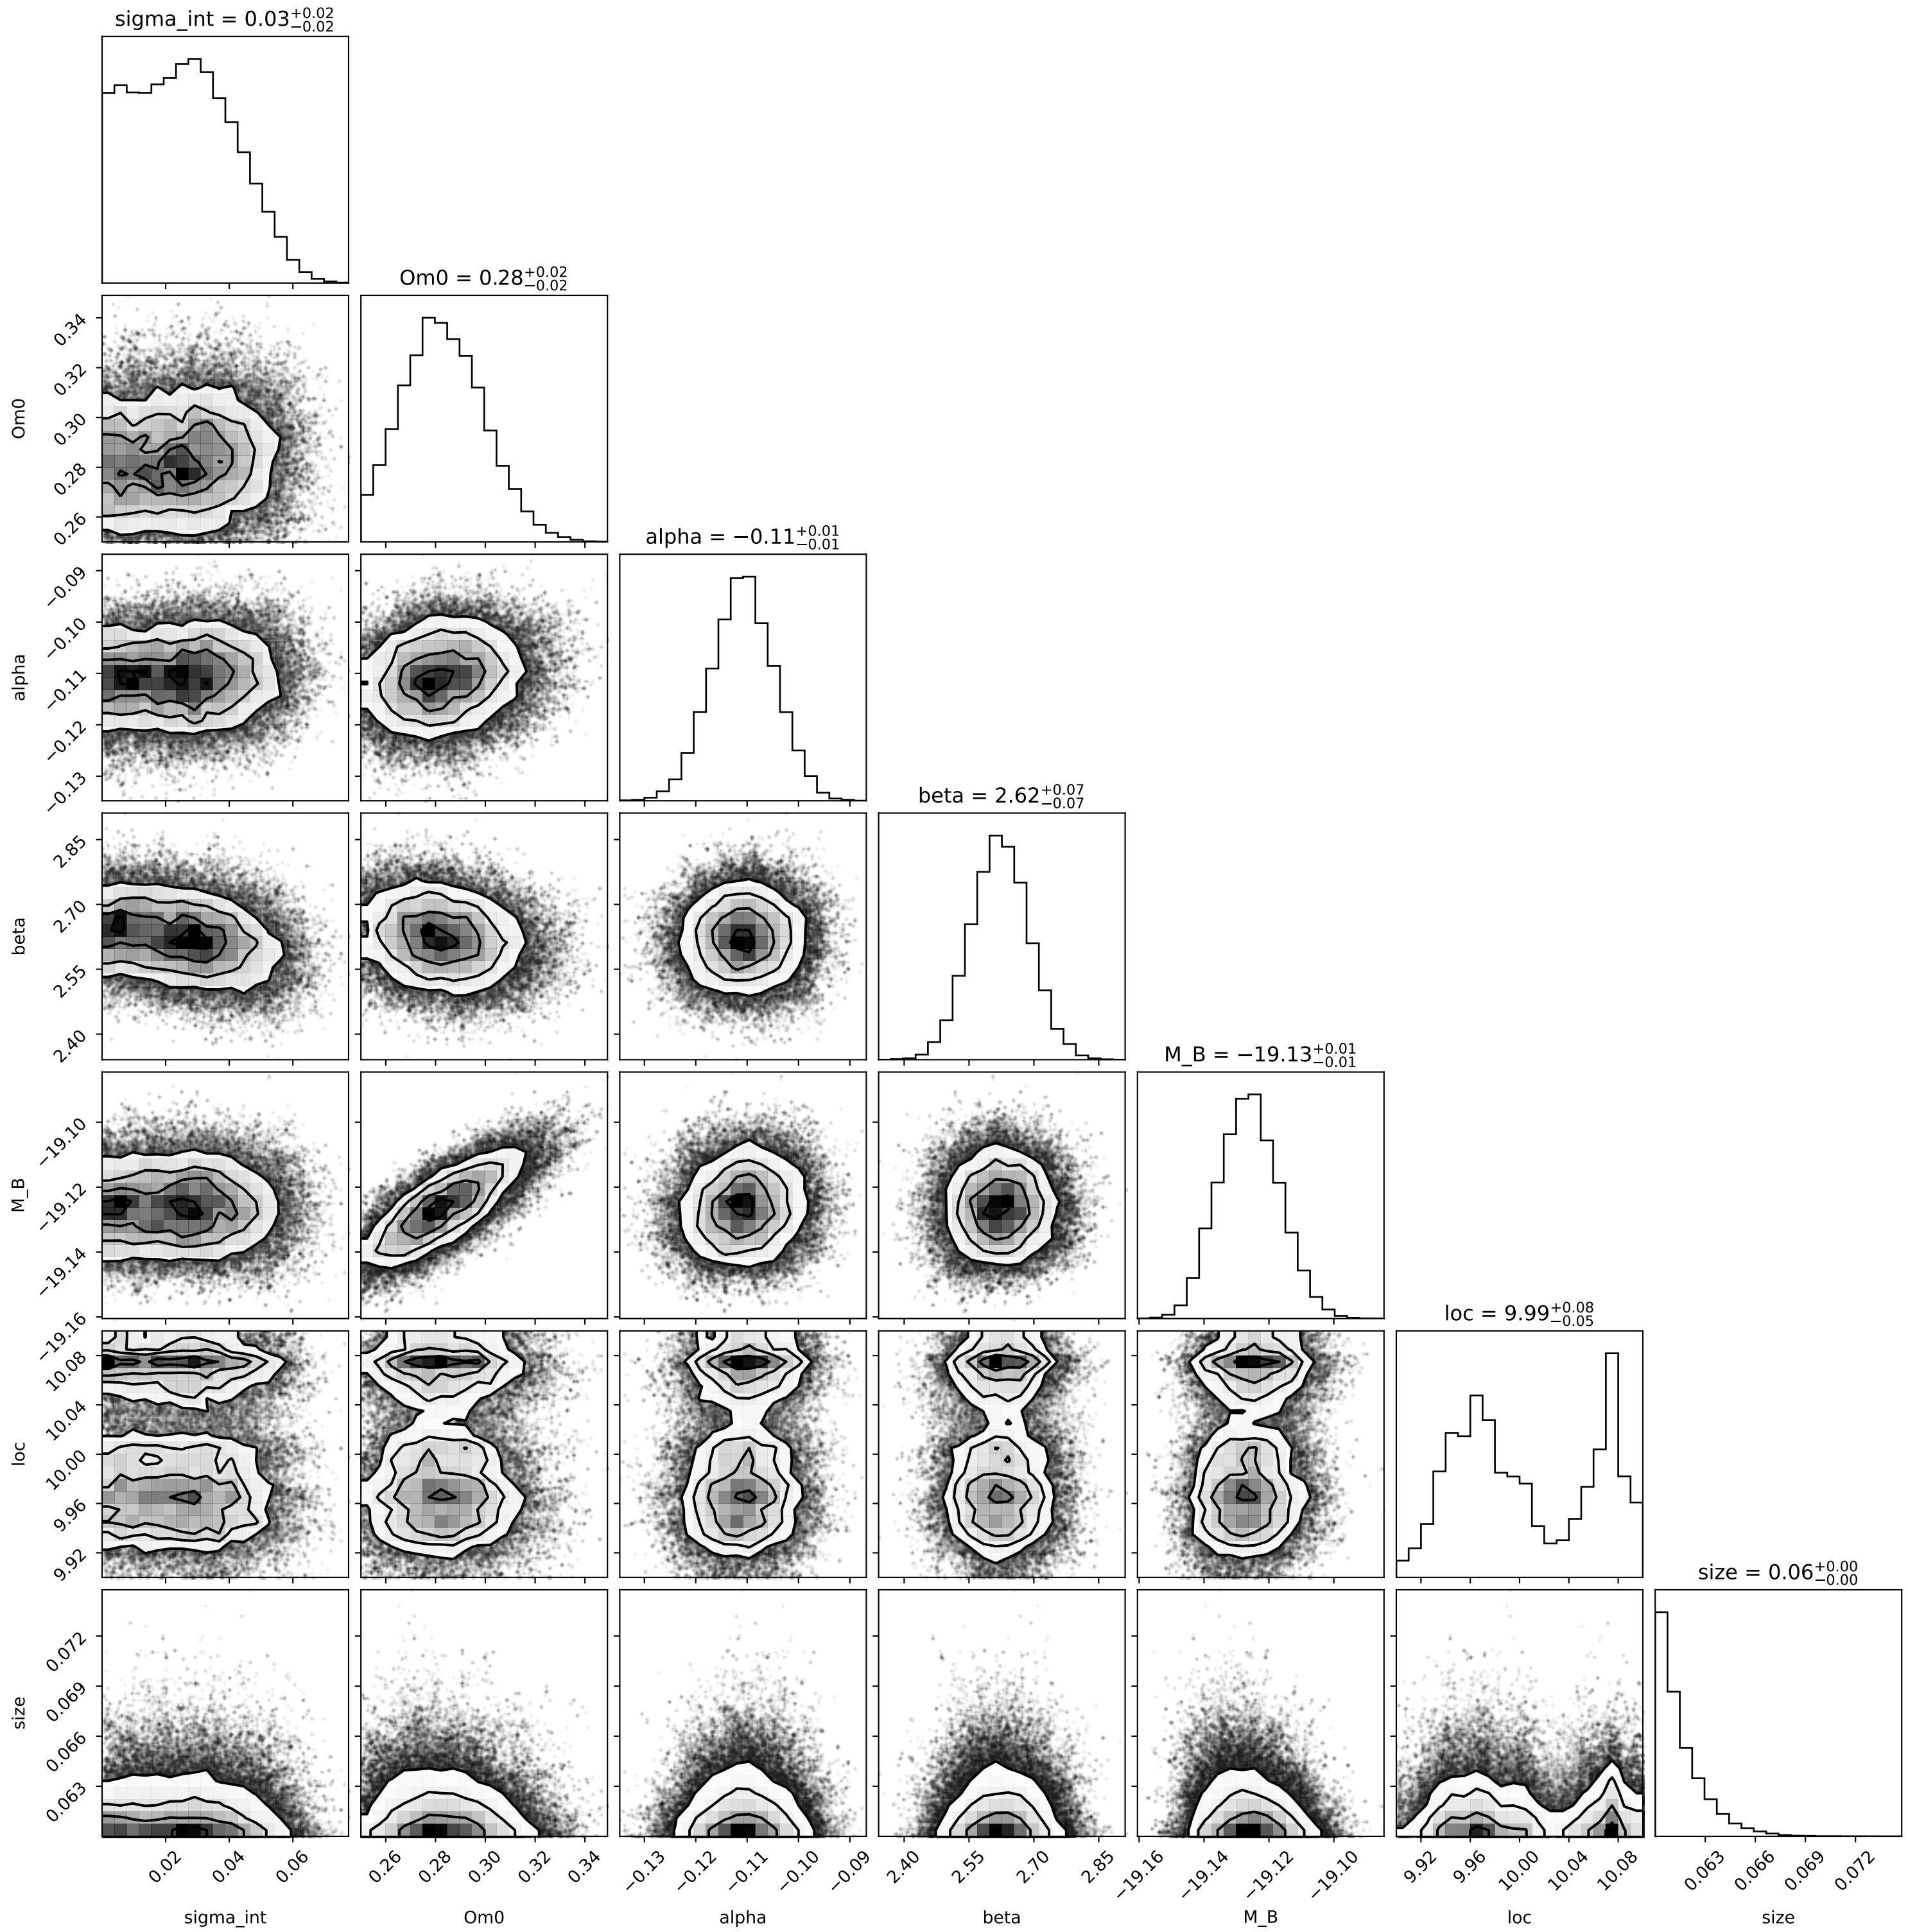 sigma_int = 0.03+0.02−0.02
Om0 = 0.28+0.02−0.02
0.34
0.32
0.30
0.28
0.26
Om0
alpha = −0.11+0.01−0.01
−0.09
−0.10
−0.11
−0.12
−0.13
alpha
beta = 2.62+0.07−0.07
2.85
2.70
2.55
2.40
beta
M_B = −19.13+0.01−0.01
−19.10
−19.12
−19.14
−19.16
M_B
loc = 9.99+0.08−0.05
10.08
10.04
10.00
9.96
9.92
loc
size = 0.06+0.00−0.00
0.072
0.069
0.066
0.063
size
0.02 0.04 0.06 0.26 0.28 0.30 0.32 0.34 −0.13 −0.12 −0.11 −0.10 −0.09 2.40 2.55 2.70 2.85 −19.16 −19.14 −19.12 −19.10 9.92 9.96 10.00 10.04 10.08 0.063 0.066 0.069 0.072
sigma_int Om0 alpha beta M_B loc size